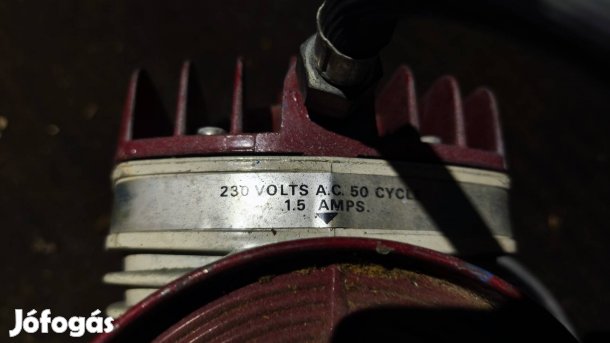 230 VOLTS A.C. 50 CYCLE
1.5 AMPS.
Jófogás